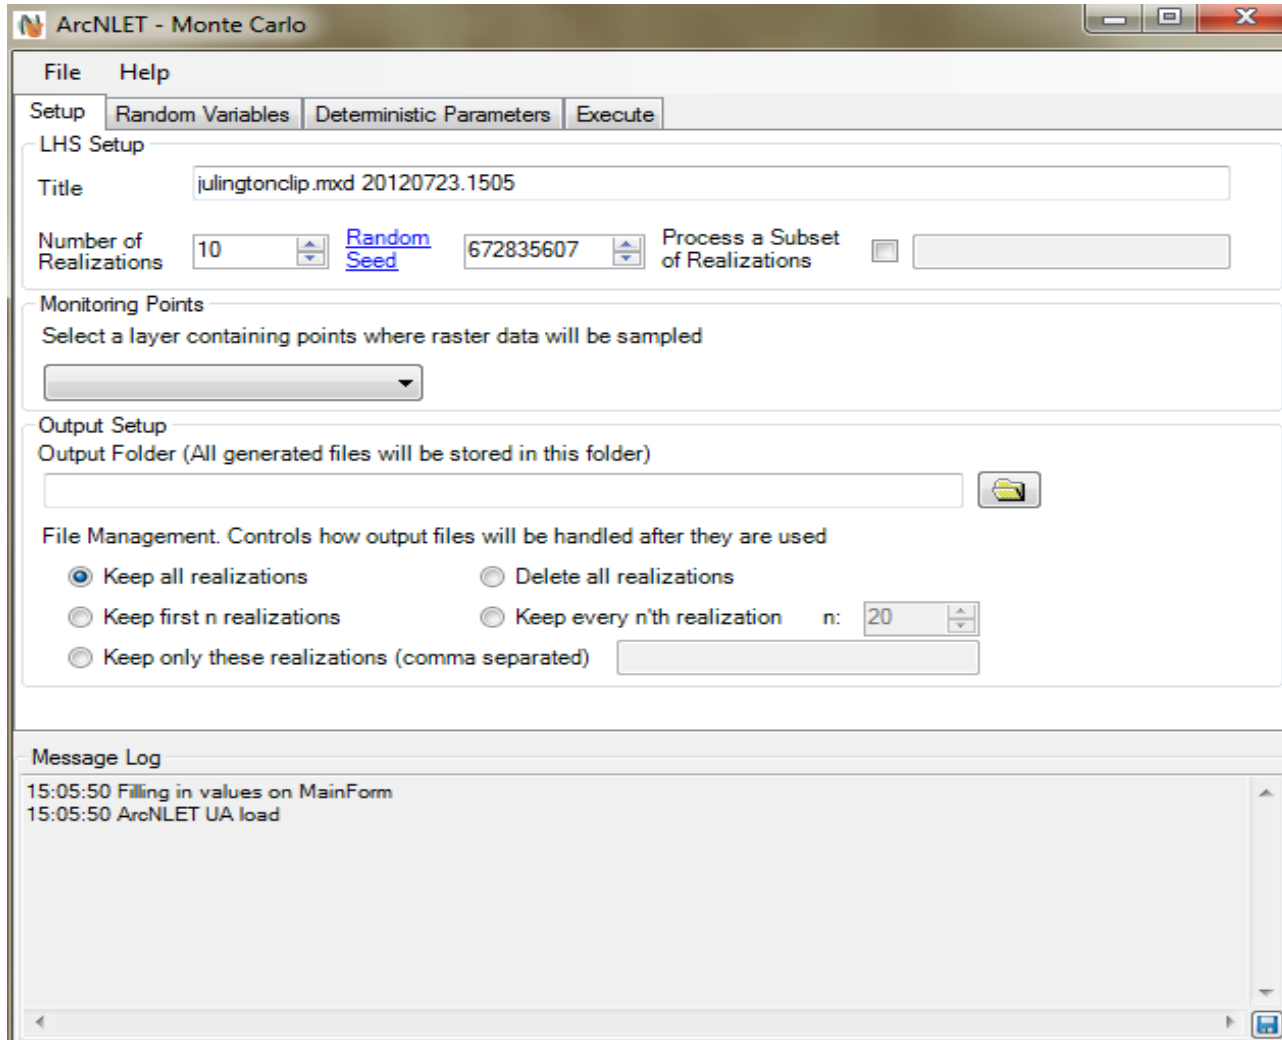 ArcNLET - Monte Carlo
File Help
Setup Random Variables Deterministic Parameters Execute
LHS Setup
Title julingtonclip.mxd 20120723.1505
Number of Realizations 10 Random Seed 672835607 Process a Subset of Realizations
Monitoring Points
Select a layer containing points where raster data will be sampled
Output Setup
Output Folder (All generated files will be stored in this folder)
File Management. Controls how output files will be handled after they are used
Keep all realizations Delete all realizations
Keep first n realizations Keep every n'th realization n: 20
Keep only these realizations (comma separated)
Message Log
15:05:50 Filling in values on MainForm
15:05:50 ArcNLET UA load